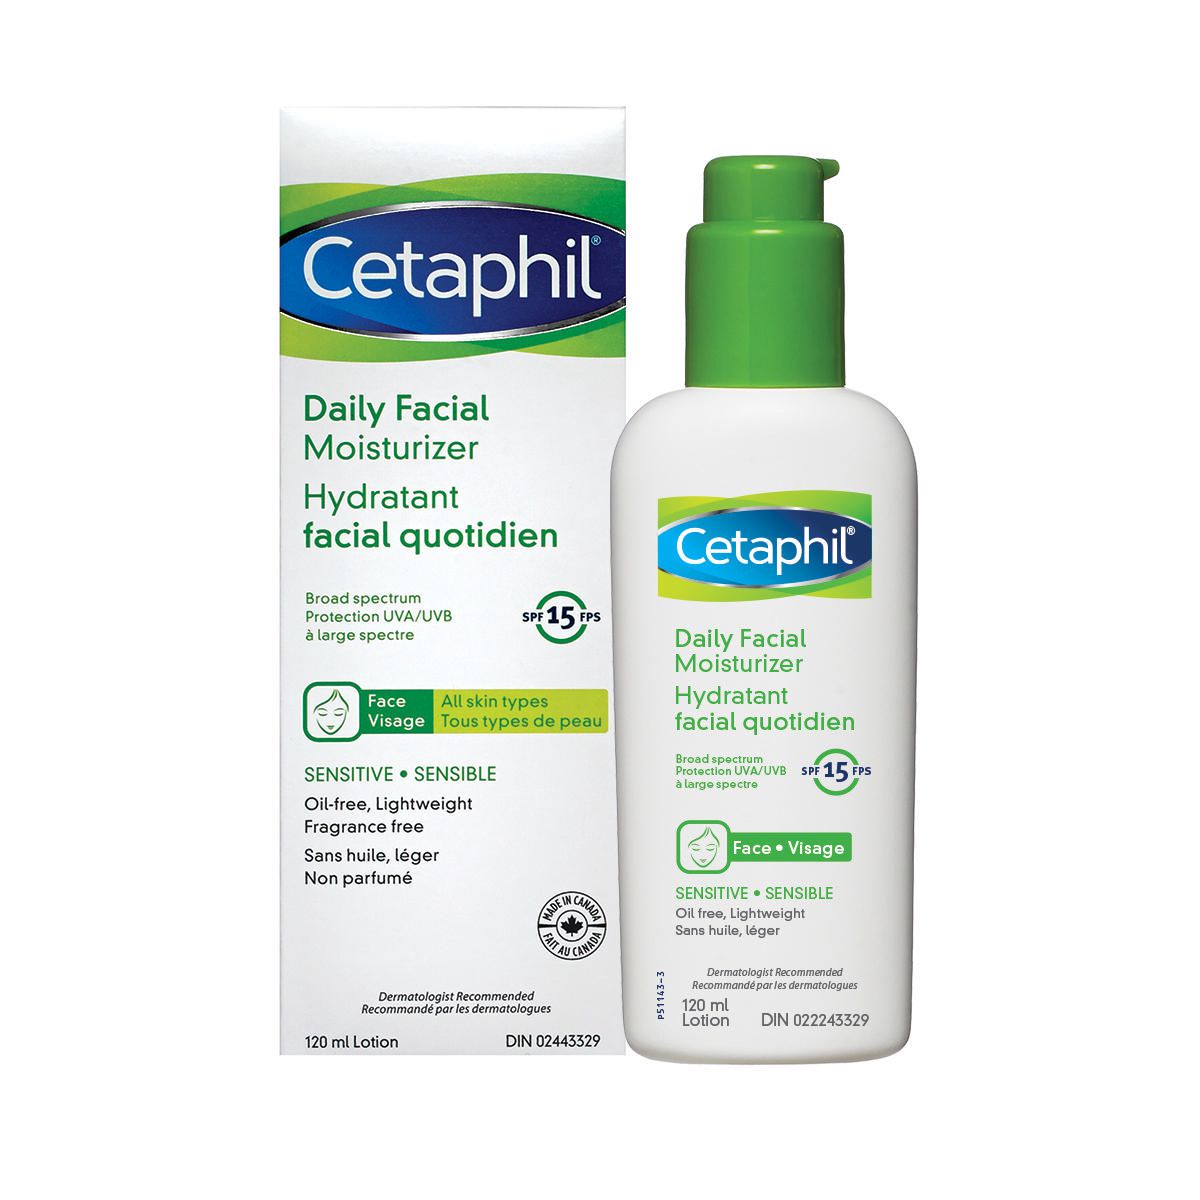 Cetaphil®
Daily Facial
Moisturizer
Hydratant
facial quotidien
Broad spectrum
Protection UVA/UVB
à large spectre
SPF 15 FPS
Face
Visage
All skin types
Tous types de peau
SENSITIVE • SENSIBLE
Oil-free, Lightweight
Fragrance free
Sans huile, léger
Non parfumé
MADE IN CANADA
FAIT AU CANADA
Dermatologist Recommended
Recommandé par les dermatologues
120 ml Lotion DIN 02443329
Cetaphil®
Daily Facial
Moisturizer
Hydratant
facial quotidien
Broad spectrum
Protection UVA/UVB
à large spectre
SPF 15 FPS
Face • Visage
SENSITIVE • SENSIBLE
Oil free, Lightweight
Sans huile, léger
Dermatologist Recommended
Recommandé par les dermatologues
P51143-3
120 ml
Lotion DIN 022243329